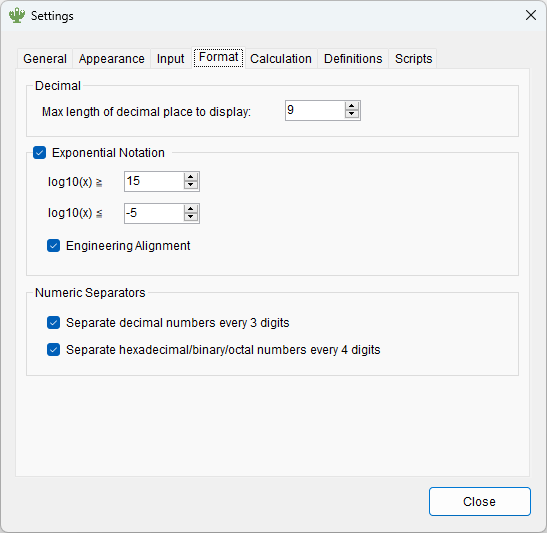 Settings
General Appearance Input Format Calculation Definitions Scripts
Decimal
Max length of decimal place to display: 9
Exponential Notation
log10(x) ≧ 15
log10(x) ≦ -5
Engineering Alignment
Numeric Separators
Separate decimal numbers every 3 digits
Separate hexadecimal/binary/octal numbers every 4 digits
Close